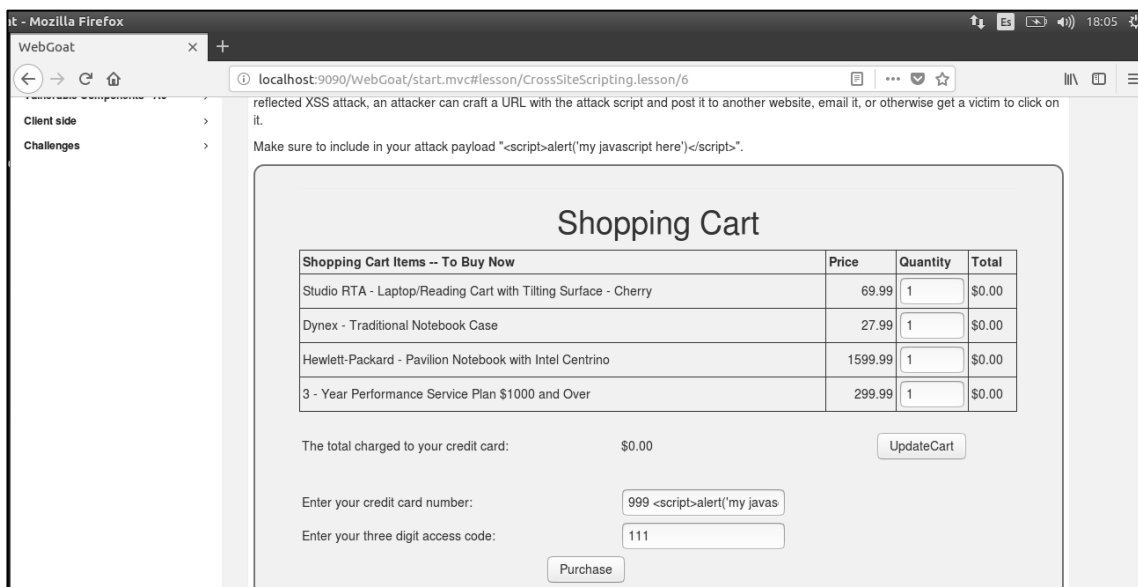 at - Mozilla Firefox Es 18:05
WebGoat × +
localhost:9090/WebGoat/start.mvc#lesson/CrossSiteScripting.lesson/6
reflected XSS attack, an attacker can craft a URL with the attack script and post it to another website, email it, or otherwise get a victim to click on
it.
Client side
Challenges
Make sure to include in your attack payload "<script>alert('my javascript here')</script>".
Shopping Cart
Shopping Cart Items -- To Buy Now Price Quantity Total
Studio RTA - Laptop/Reading Cart with Tilting Surface - Cherry 69.99 1 $0.00
Dynex - Traditional Notebook Case 27.99 1 $0.00
Hewlett-Packard - Pavilion Notebook with Intel Centrino 1599.99 1 $0.00
3 - Year Performance Service Plan $1000 and Over 299.99 1 $0.00
The total charged to your credit card: $0.00 UpdateCart
Enter your credit card number: 999 <script>alert('my javas
Enter your three digit access code: 111
Purchase